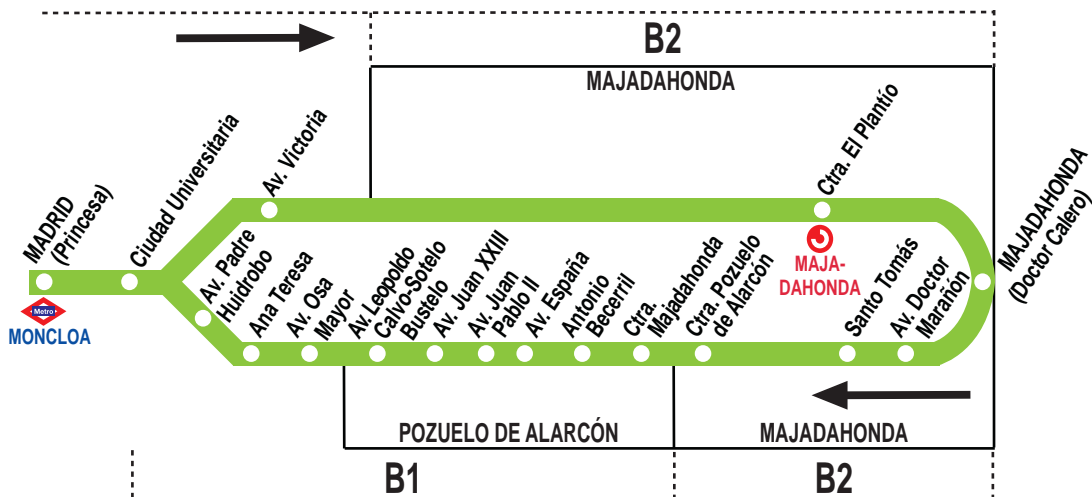 B2
MAJADAHONDA
MADRID
(Princesa)
Ciudad Universitaria
Av. Victoria
Ctra. El Plantío
MAJADAHONDA
(Doctor Calero)
Metro
MONCLOA
MAJA-
DAHONDA
Av. Padre
Huidrobo
Ana Teresa
Av. Osa
Mayor
Av. Leopoldo
Calvo-Sotelo
Bustelo
Av. Juan XXIII
Av. Juan
Pablo II
Av. España
Antonio
Becerril
Ctra.
Majadahonda
Ctra. Pozuelo
de Alarcón
Santo Tomás
Av. Doctor
Marañón
POZUELO DE ALARCÓN
MAJADAHONDA
B1
B2